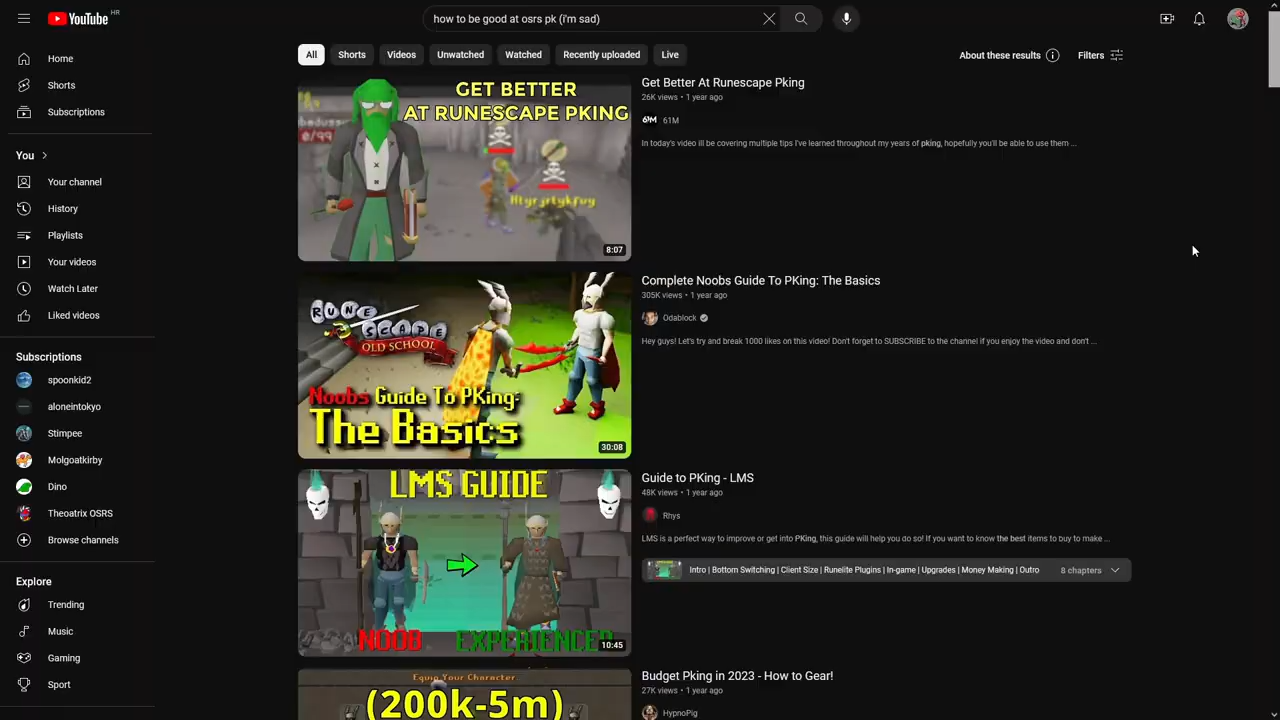 YouTube HR
how to be good at osrs pk (i'm sad)
All
Shorts
Videos
Unwatched
Watched
Recently uploaded
Live
About these results
Filters
Home
Shorts
Subscriptions
You
Your channel
History
Playlists
Your videos
Watch Later
Liked videos
Subscriptions
spoonkid2
aloneintokyo
Stimpee
Molgoatkirby
Dino
Theoatrix OSRS
Browse channels
Explore
Trending
Music
Gaming
Sport
GET BETTER
AT RUNESCAPE PKING
0/99
8:07
Get Better At Runescape Pking
26K views • 1 year ago
61M
In today's video ill be covering multiple tips I've learned throughout my years of pking, hopefully you'll be able to use them ...
RUNE
SCAPE
OLD SCHOOL
Noobs Guide To PKing:
The Basics
30:08
Complete Noobs Guide To PKing: The Basics
305K views • 1 year ago
Odablock
Hey guys! Let's try and break 1000 likes on this video! Don't forget to SUBSCRIBE to the channel if you enjoy the video and don't ...
LMS GUIDE
NOOB
EXPERIENCED
10:45
Guide to PKing - LMS
48K views • 1 year ago
Rhys
LMS is a perfect way to improve or get into PKing, this guide will help you do so! If you want to know the best items to buy to make ...
Intro | Bottom Switching | Client Size | Runelite Plugins | In-game | Upgrades | Money Making | Outro
8 chapters
Equip Your Character...
(200k-5m)
Budget Pking in 2023 - How to Gear!
27K views • 1 year ago
HypnoPig